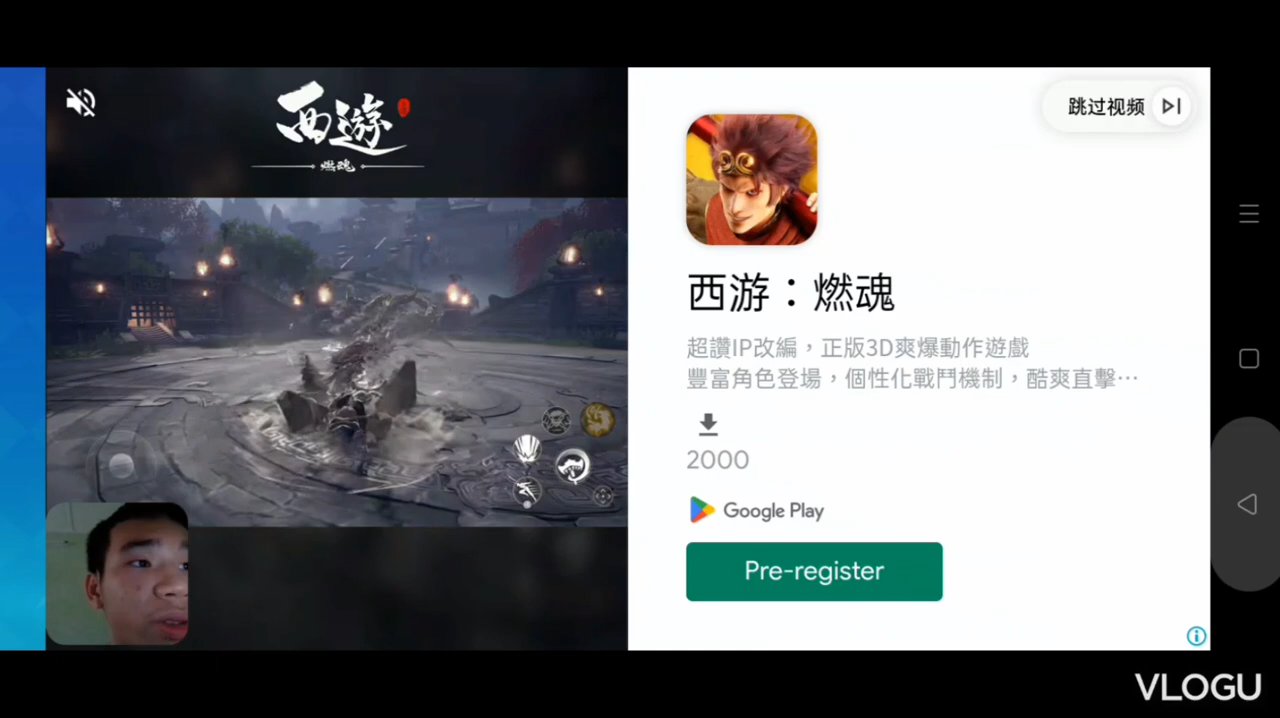 西遊
燃魂
跳过视频
西游：燃魂
超讚IP改編，正版3D爽爆動作遊戲
豐富角色登場，個性化戰鬥機制，酷爽直擊…
2000
Google Play
Pre-register
VLOGU